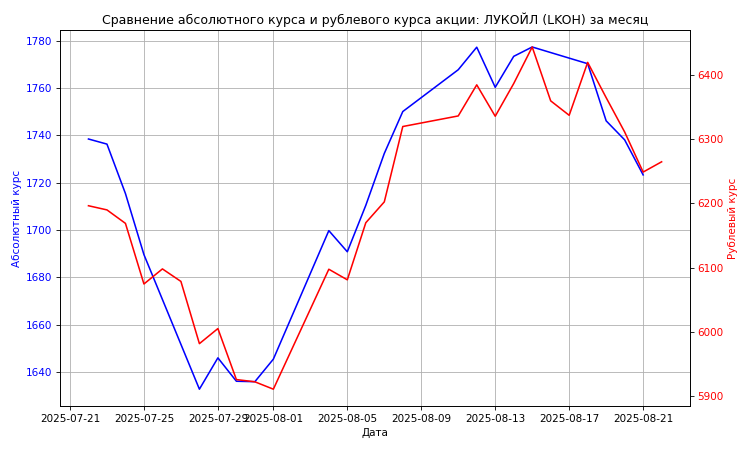 Сравнение абсолютного курса и рублевого курса акции: ЛУКОЙЛ (LKOH) за месяц
1780
1760
1740
1720
1700
1680
1660
1640
Абсолютный курс
6400
6300
6200
6100
6000
5900
Рублевый курс
2025-07-21 2025-07-25 2025-07-29 2025-08-01 2025-08-05 2025-08-09 2025-08-13 2025-08-17 2025-08-21
Дата